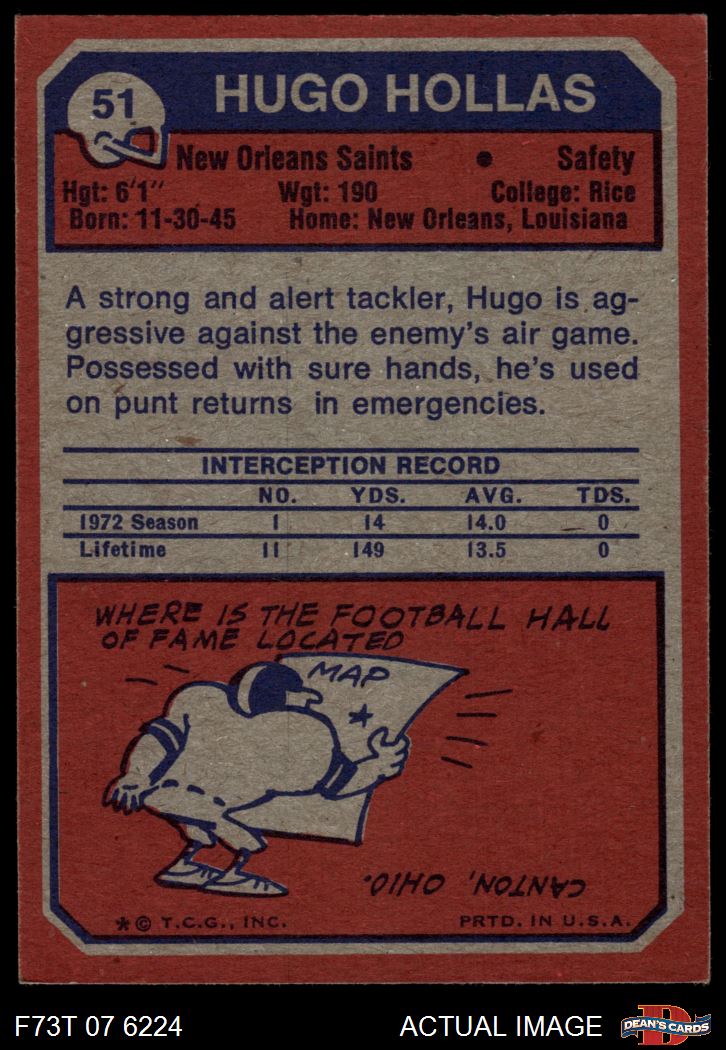 51
HUGO HOLLAS
New Orleans Saints • Safety
Hgt: 6'1" Wgt: 190 College: Rice
Born: 11-30-45 Home: New Orleans, Louisiana
A strong and alert tackler, Hugo is ag-
gressive against the enemy's air game.
Possessed with sure hands, he's used
on punt returns in emergencies.
INTERCEPTION RECORD
NO. YDS. AVG. TDS.
1972 Season 1 14 14.0 0
Lifetime 11 149 13.5 0
WHERE IS THE FOOTBALL HALL
OF FAME LOCATED
MAP
CANTON, OHIO.
* © T.C.G., INC. PRTD. IN U.S.A.
F73T 07 6224 ACTUAL IMAGE
D
DEAN'S CARDS